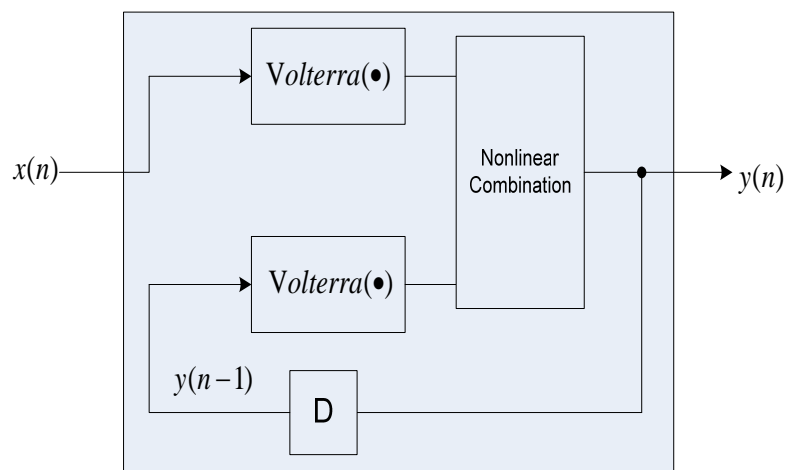 Volterra(•)
x(n)
Nonlinear
Combination
y(n)
Volterra(•)
y(n−1)
D